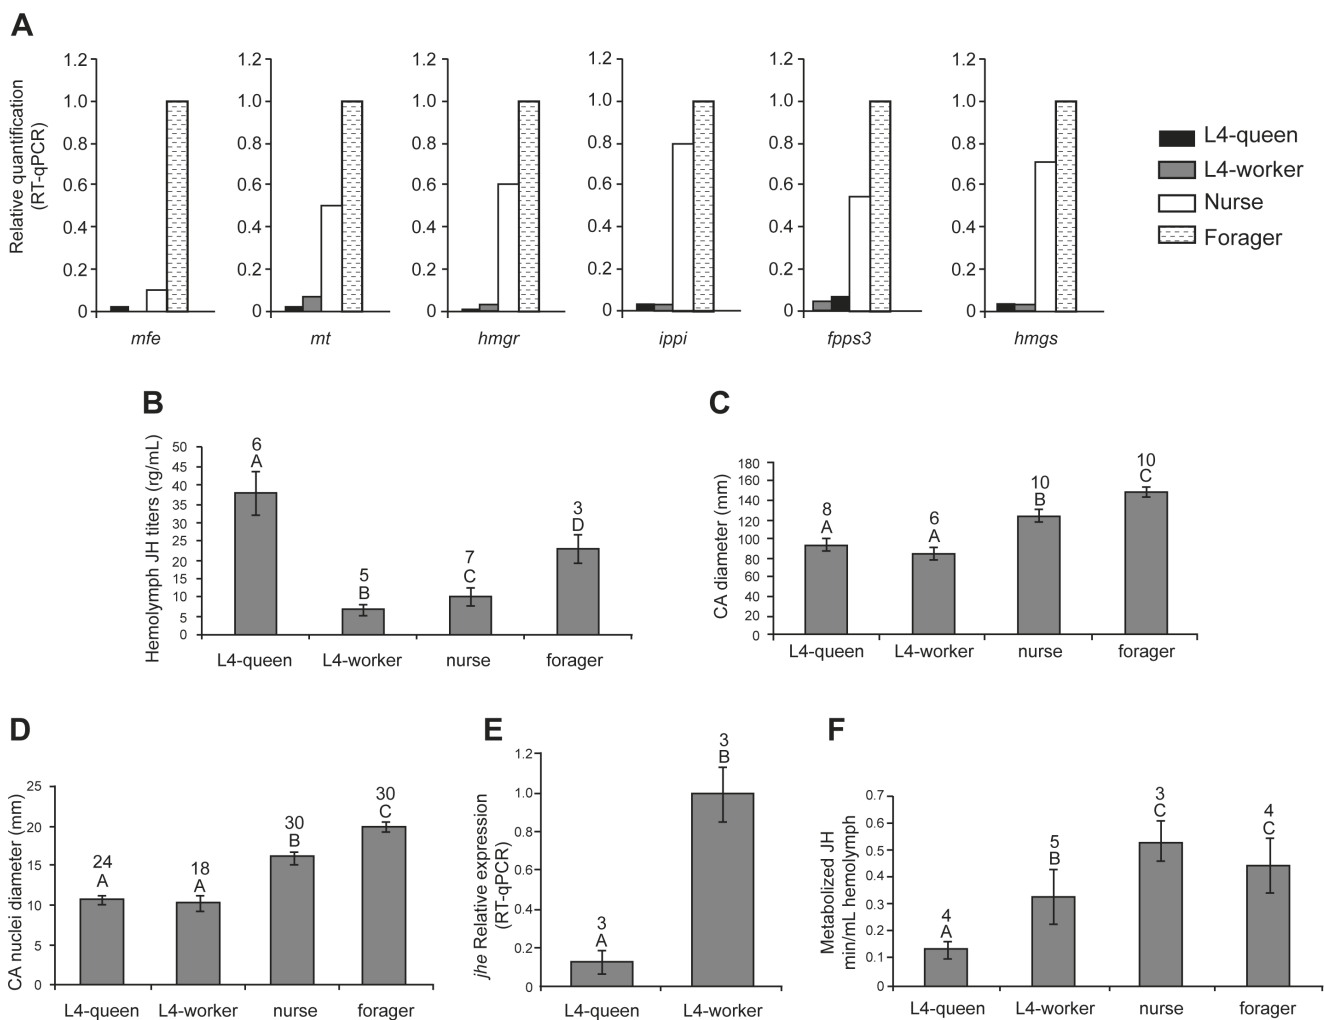 A
Relative quantification
(RT-qPCR)
1.2
1.0
0.8
0.6
0.4
0.2
0
mfe
1.2
1.0
0.8
0.6
0.4
0.2
0
mt
1.2
1.0
0.8
0.6
0.4
0.2
0
hmgr
1.2
1.0
0.8
0.6
0.4
0.2
0
ippi
1.2
1.0
0.8
0.6
0.4
0.2
0
fpps3
1.2
1.0
0.8
0.6
0.4
0.2
0
hmgs
L4-queen
L4-worker
Nurse
Forager
B
Hemolymph JH titers (rg/mL)
50
45
40
35
30
25
20
15
10
5
0
6
A
5
B
7
C
3
D
L4-queen L4-worker nurse forager
C
CA diameter (mm)
180
160
140
120
100
80
60
40
20
0
8
A
6
A
10
B
10
C
L4-queen L4-worker nurse forager
D
CA nuclei diameter (mm)
25
20
15
10
5
0
24
A
18
A
30
B
30
C
L4-queen L4-worker nurse forager
E
jhe Relative expression
(RT-qPCR)
1.2
1.0
0.8
0.6
0.4
0.2
0
3
A
3
B
L4-queen L4-worker
F
Metabolized JH
min/mL hemolymph
0.7
0.6
0.5
0.4
0.3
0.2
0.1
0
4
A
5
B
3
C
4
C
L4-queen L4-worker nurse forager